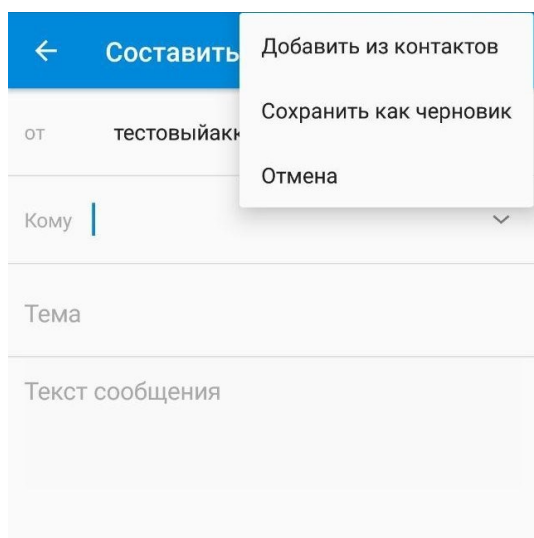 Составить
Добавить из контактов
Сохранить как черновик
Отмена
от
Кому
Тема
Текст сообщения